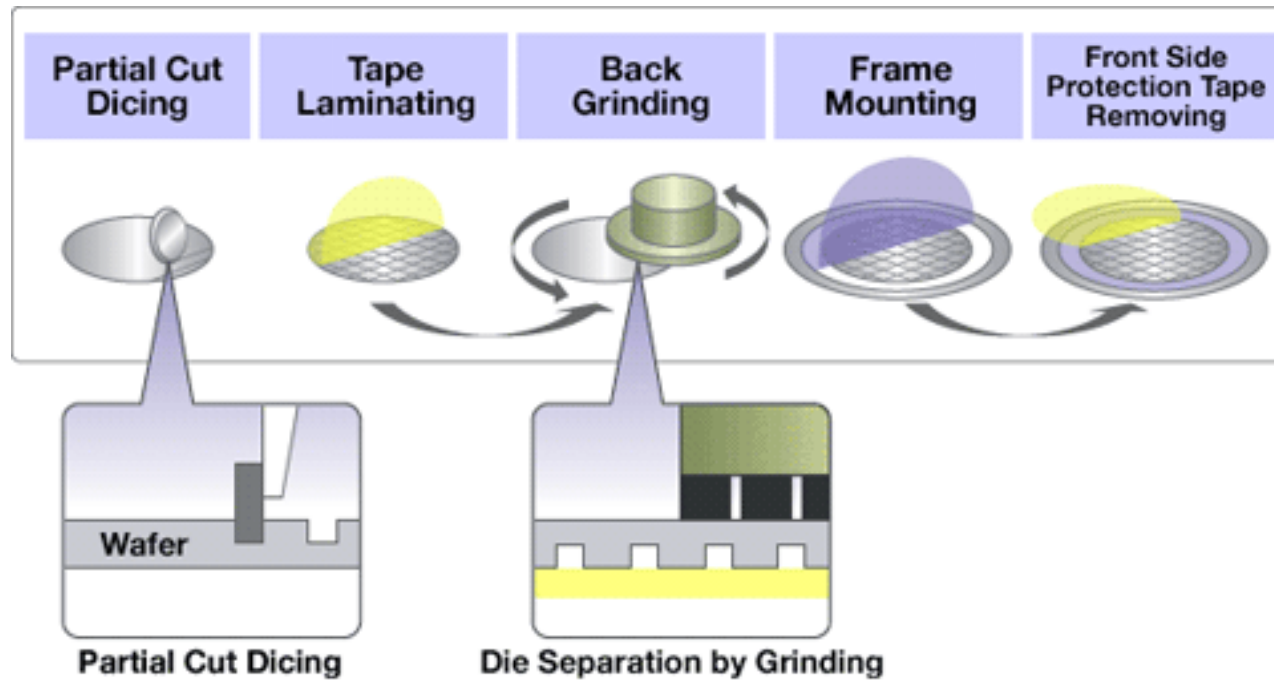 Partial Cut
Dicing
Tape
Laminating
Back
Grinding
Frame
Mounting
Front Side
Protection Tape
Removing
Wafer
Partial Cut Dicing
Die Separation by Grinding